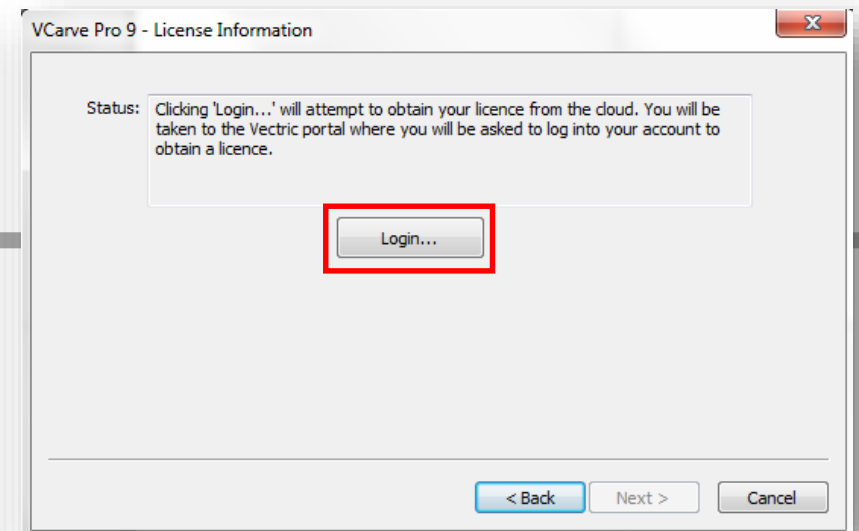 VCarve Pro 9 - License Information
Status: Clicking 'Login...' will attempt to obtain your licence from the cloud. You will be
taken to the Vectric portal where you will be asked to log into your account to
obtain a licence.
Login...
< Back Next > Cancel